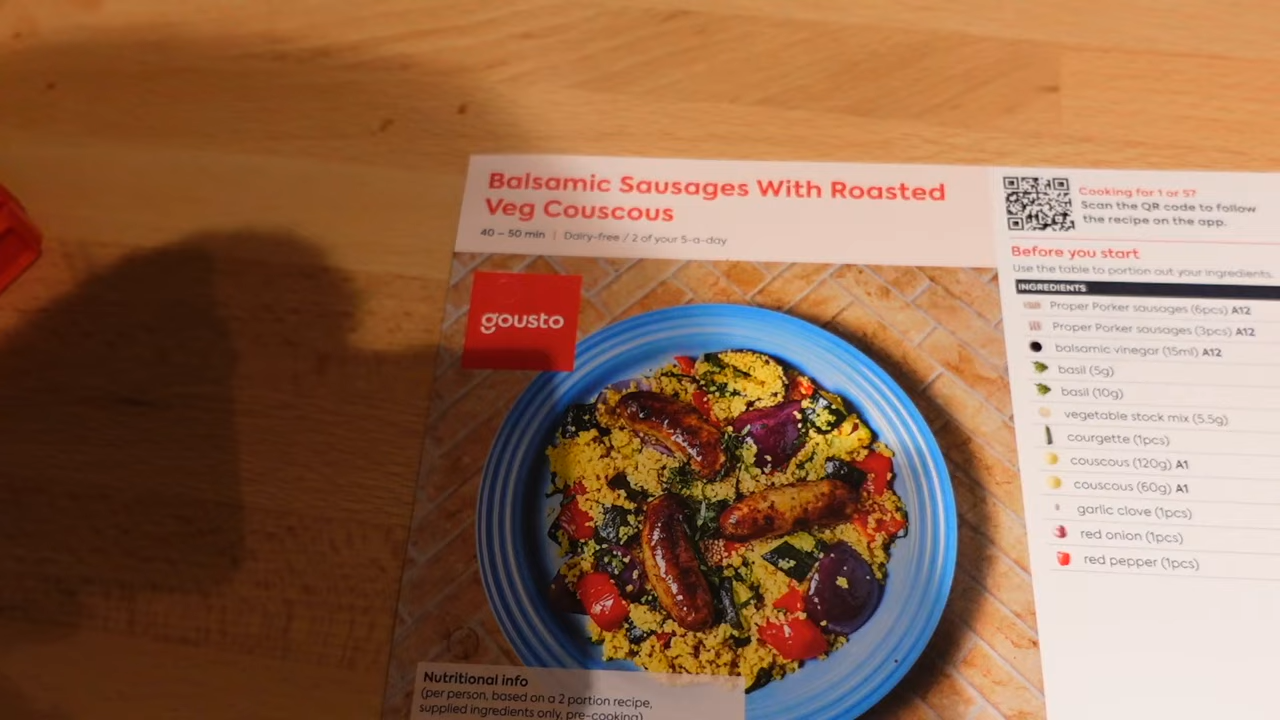 Balsamic Sausages With Roasted
Veg Couscous
40 – 50 min | Dairy-free / 2 of your 5-a-day
gousto
Nutritional info
(per person, based on a 2 portion recipe,
supplied ingredients only, pre-cooking)
Cooking for 1 or 5?
Scan the QR code to follow
the recipe on the app.
Before you start
Use the table to portion out your ingredients.
INGREDIENTS
Proper Porker sausages (6pcs) A12
Proper Porker sausages (3pcs) A12
balsamic vinegar (15ml) A12
basil (5g)
basil (10g)
vegetable stock mix (5.5g)
courgette (1pcs)
couscous (120g) A1
couscous (60g) A1
garlic clove (1pcs)
red onion (1pcs)
red pepper (1pcs)